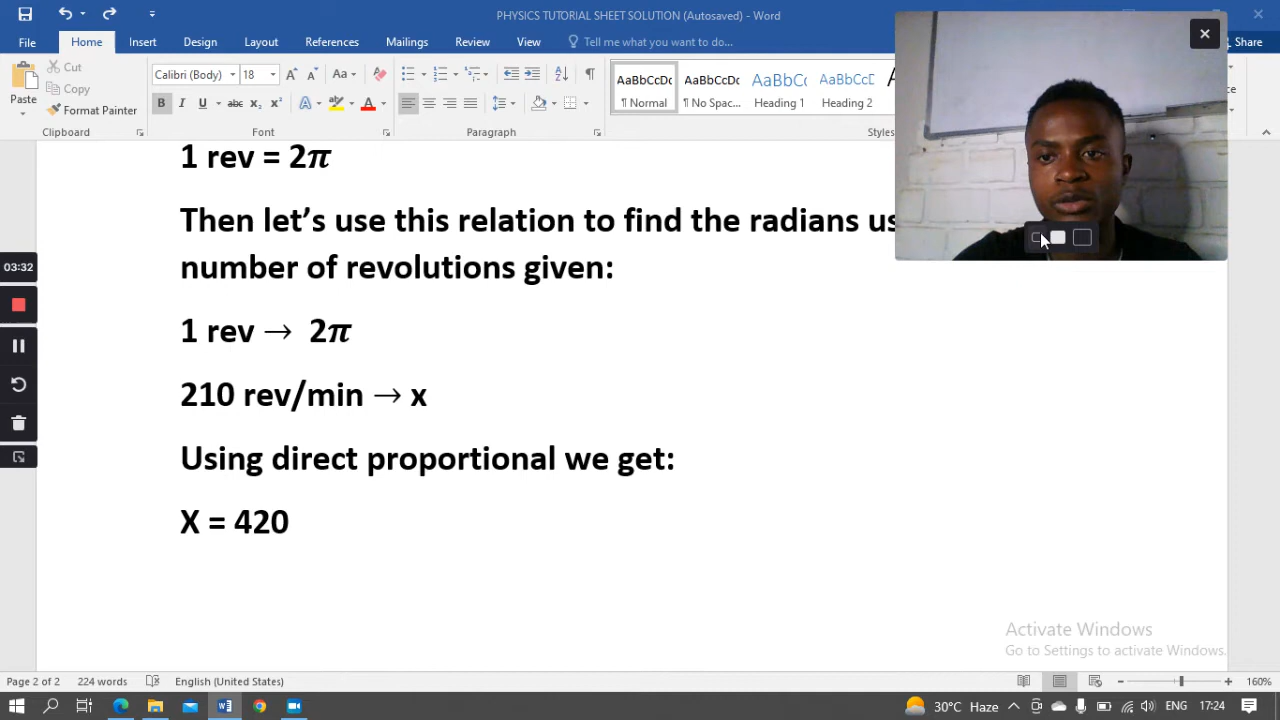 PHYSICS TUTORIAL SHEET SOLUTION (Autosaved) - Word
File Home Insert Design Layout References Mailings Review View Tell me what you want to do... Share
Paste
Cut
Copy
Format Painter
Calibri (Body) 18
AaBbCcDc AaBbCcDc AaBbCc AaBbCcD
¶ Normal ¶ No Spac... Heading 1 Heading 2
Clipboard Font Paragraph Styles
1 rev = 2𝝅
Then let’s use this relation to find the radians
number of revolutions given:
03:32
1 rev → 2𝝅
210 rev/min → x
Using direct proportional we get:
X = 420
Activate Windows
Go to Settings to activate Windows.
Page 2 of 2 224 words English (United States) 160%
30°C Haze ENG 17:24